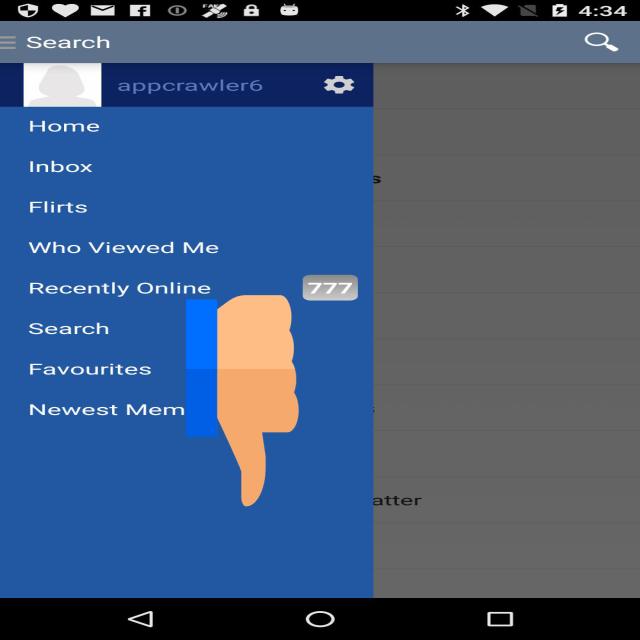 4:34
Search
appcrawler6
Home
Inbox
s
Flirts
Who Viewed Me
Recently Online 777
Search
Favourites
Newest Mem
atter